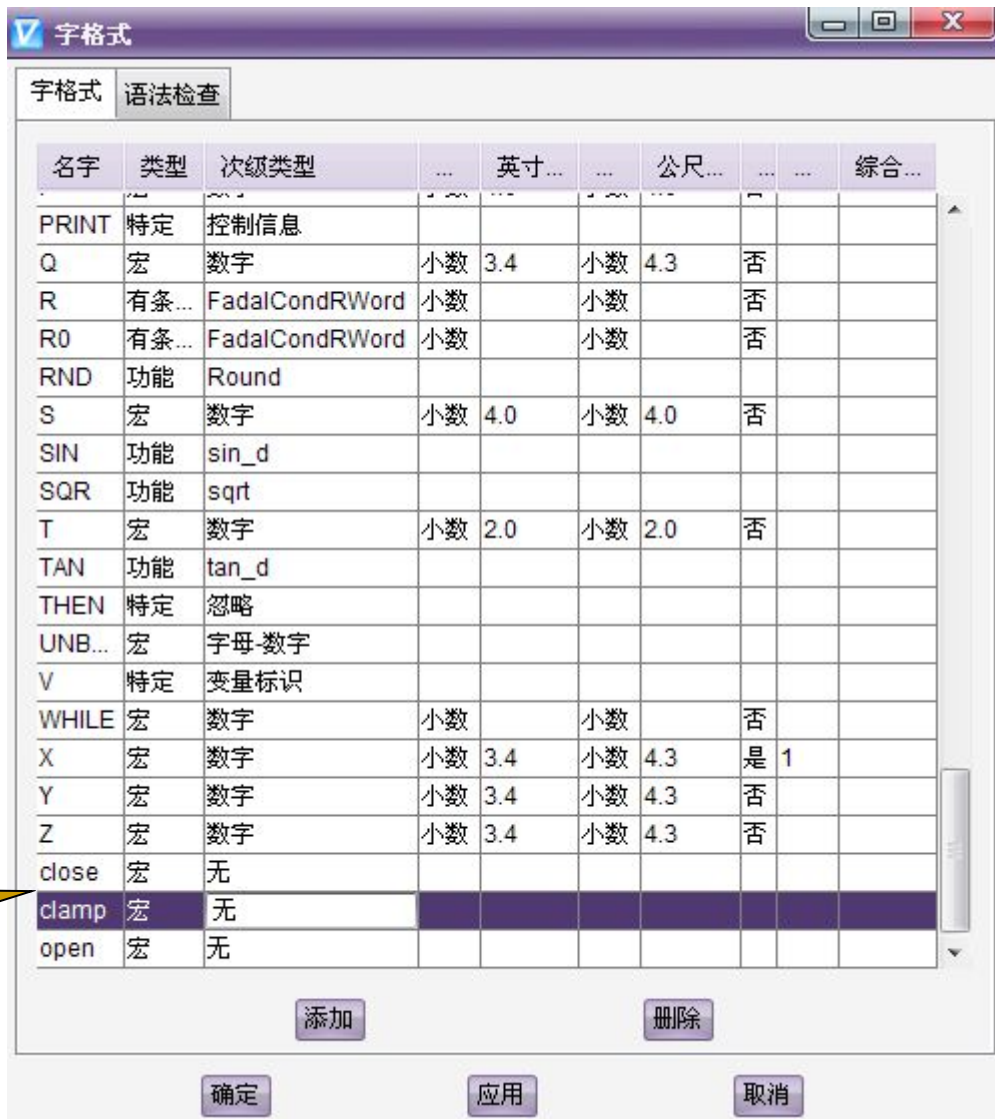 字格式
字格式 语法检查
名字 类型 次级类型 ... 英寸... ... 公尺... ... ... 综合...
PRINT 特定 控制信息
Q 宏 数字 小数 3.4 小数 4.3 否
R 有条... FadalCondRWord 小数 小数 否
R0 有条... FadalCondRWord 小数 小数 否
RND 功能 Round
S 宏 数字 小数 4.0 小数 4.0 否
SIN 功能 sin_d
SQR 功能 sqrt
T 宏 数字 小数 2.0 小数 2.0 否
TAN 功能 tan_d
THEN 特定 忽略
UNB... 宏 字母-数字
V 特定 变量标识
WHILE 宏 数字 小数 小数 否
X 宏 数字 小数 3.4 小数 4.3 是 1
Y 宏 数字 小数 3.4 小数 4.3 否
Z 宏 数字 小数 3.4 小数 4.3 否
close 宏 无
clamp 宏 无
open 宏 无
添加 删除
确定 应用 取消